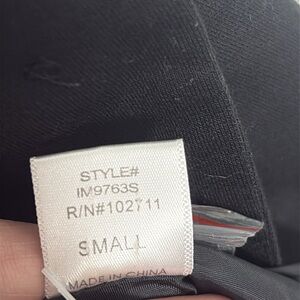 STYLE#
IM9763S
R/N#102711
SMALL
MADE IN CHINA